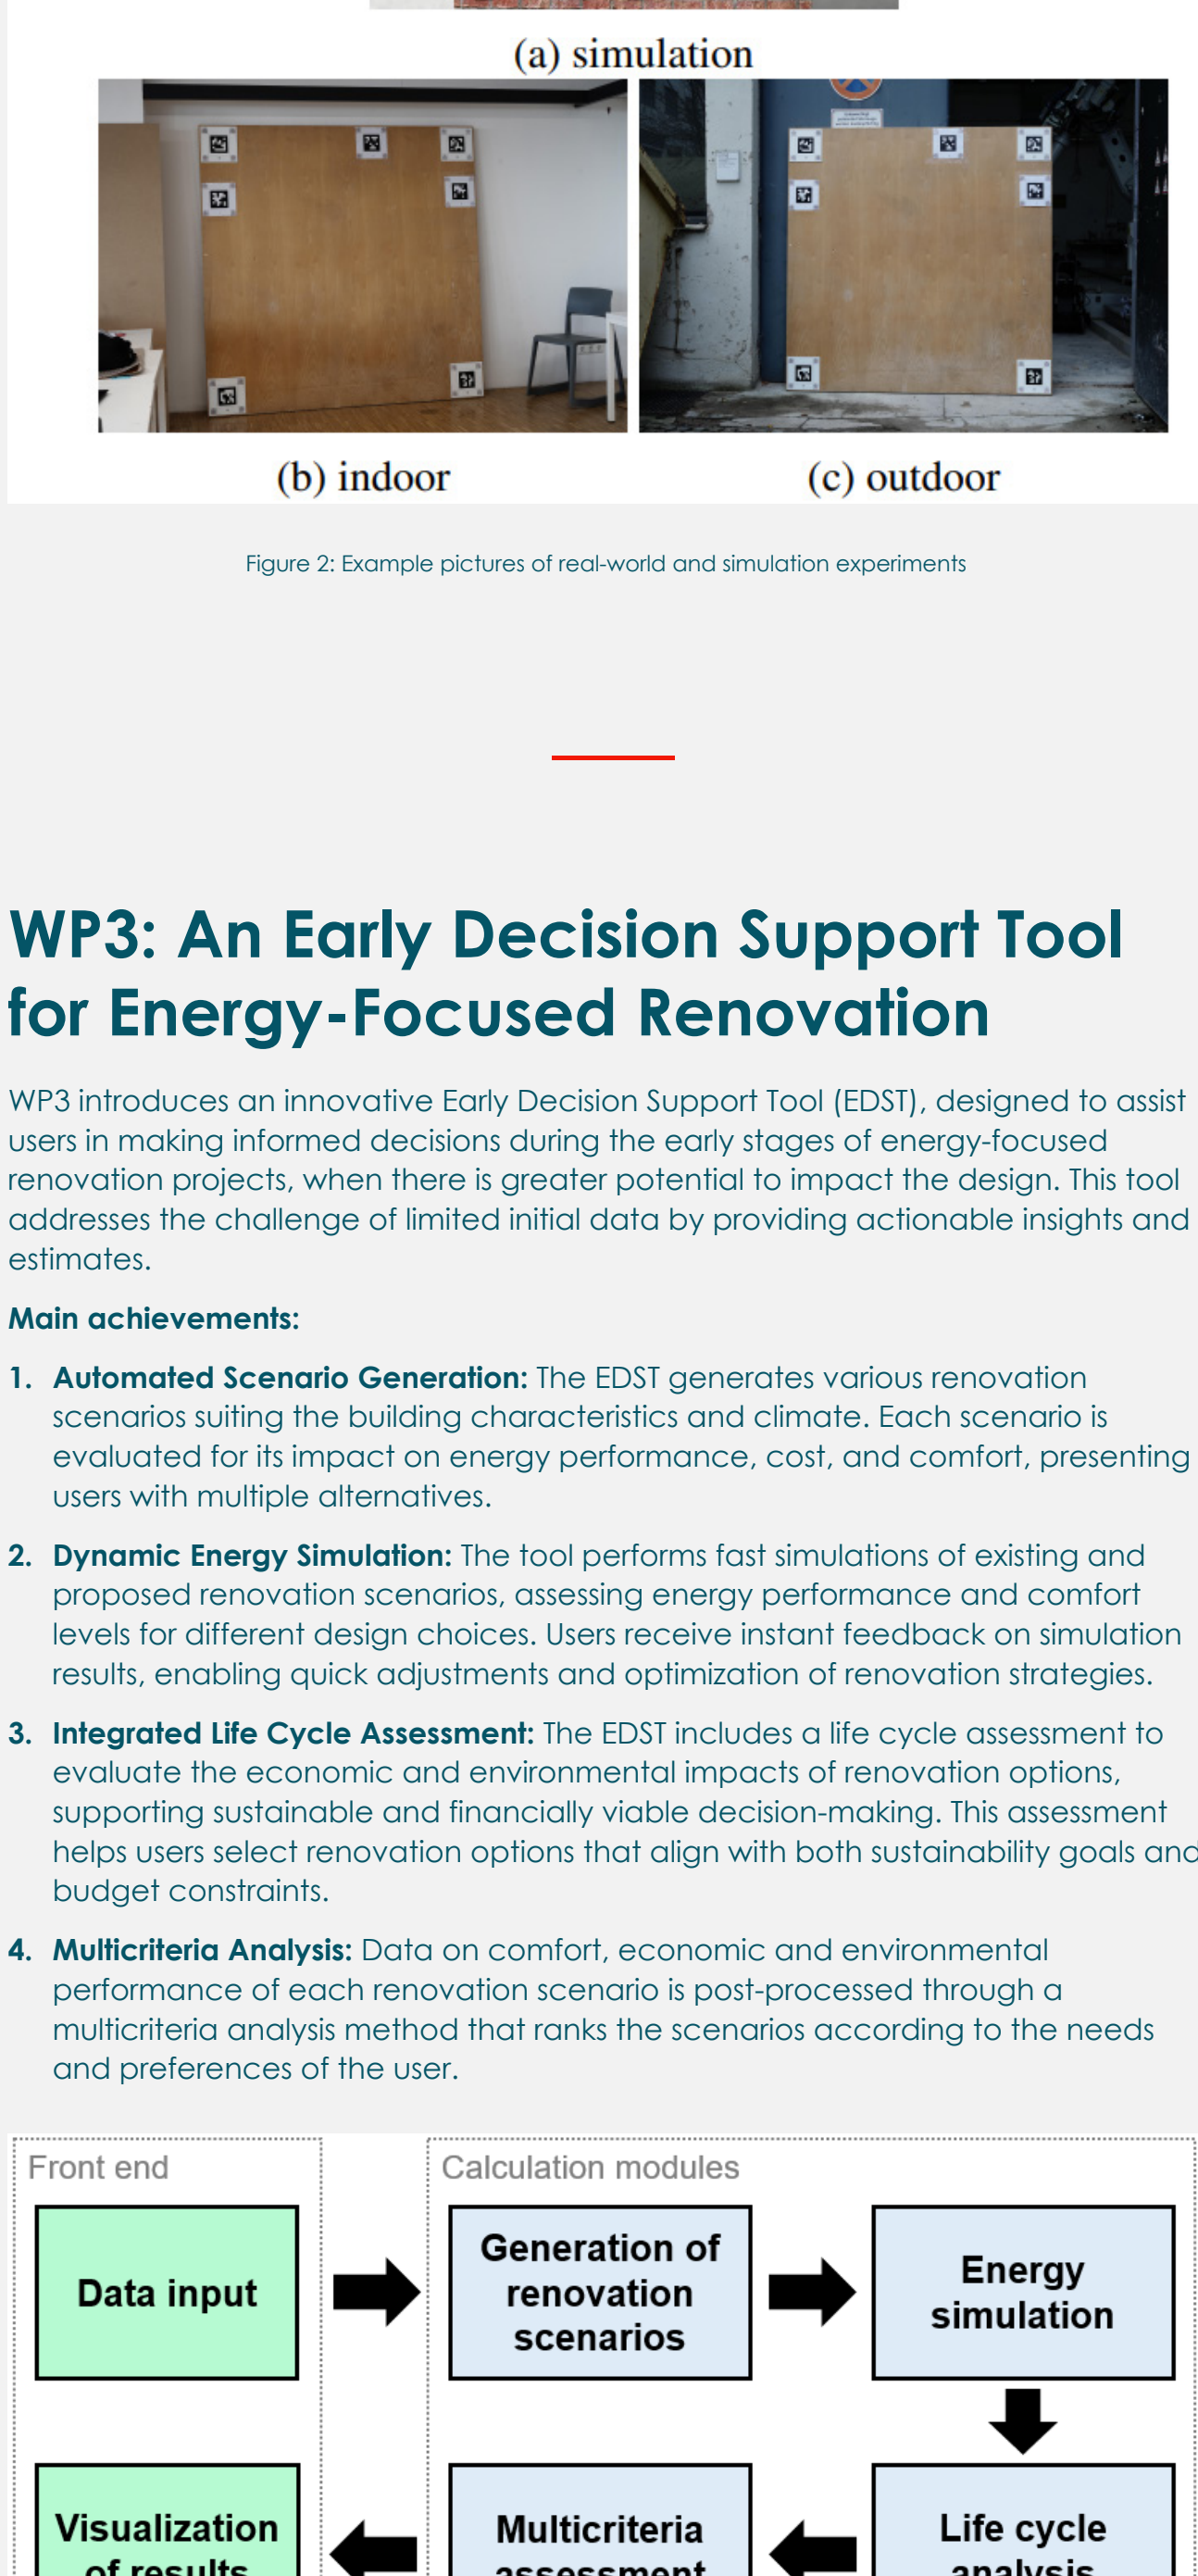 (a) simulation
(b) indoor
(c) outdoor
Figure 2: Example pictures of real-world and simulation experiments
WP3: An Early Decision Support Tool
for Energy-Focused Renovation
WP3 introduces an innovative Early Decision Support Tool (EDST), designed to assist
users in making informed decisions during the early stages of energy-focused
renovation projects, when there is greater potential to impact the design. This tool
addresses the challenge of limited initial data by providing actionable insights and
estimates.
Main achievements:
1. Automated Scenario Generation: The EDST generates various renovation
scenarios suiting the building characteristics and climate. Each scenario is
evaluated for its impact on energy performance, cost, and comfort, presenting
users with multiple alternatives.
2. Dynamic Energy Simulation: The tool performs fast simulations of existing and
proposed renovation scenarios, assessing energy performance and comfort
levels for different design choices. Users receive instant feedback on simulation
results, enabling quick adjustments and optimization of renovation strategies.
3. Integrated Life Cycle Assessment: The EDST includes a life cycle assessment to
evaluate the economic and environmental impacts of renovation options,
supporting sustainable and financially viable decision-making. This assessment
helps users select renovation options that align with both sustainability goals and
budget constraints.
4. Multicriteria Analysis: Data on comfort, economic and environmental
performance of each renovation scenario is post-processed through a
multicriteria analysis method that ranks the scenarios according to the needs
and preferences of the user.
Front end
Calculation modules
Data input
Generation of
renovation
scenarios
Energy
simulation
Visualization
of results
Multicriteria
assessment
Life cycle
analysis